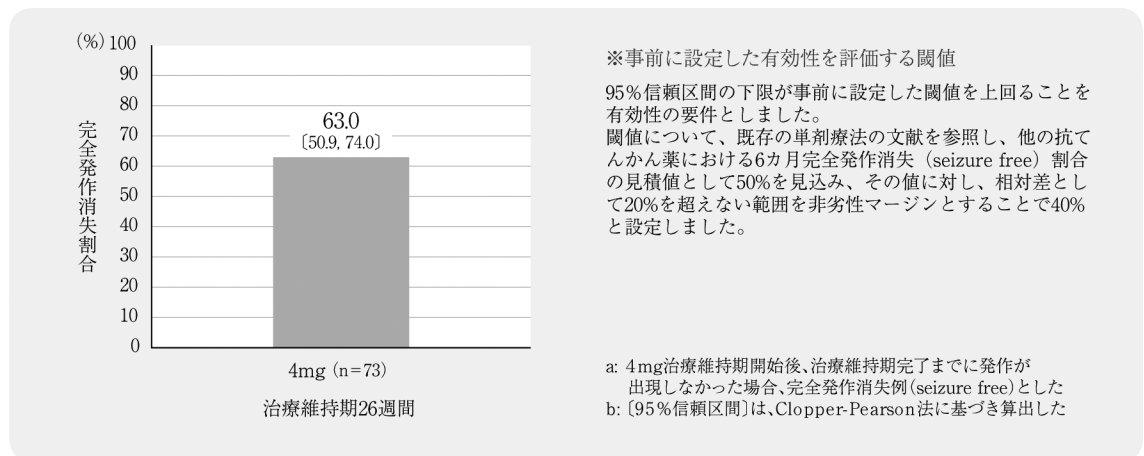 (%)
100
90
80
70
60
50
40
30
20
10
0
完全発作消失割合
63.0
〔50.9, 74.0〕
4mg（n=73）
治療維持期26週間
※事前に設定した有効性を評価する閾値
95%信頼区間の下限が事前に設定した閾値を上回ることを
有効性の要件としました。
閾値について、既存の単剤療法の文献を参照し、他の抗て
んかん薬における6カ月完全発作消失（seizure free）割合
の見積値として50%を見込み、その値に対し、相対差とし
て20%を超えない範囲を非劣性マージンとすることで40%
と設定しました。
a: 4mg治療維持期開始後、治療維持期完了までに発作が
出現しなかった場合、完全発作消失例（seizure free）とした
b:〔95%信頼区間〕は、Clopper-Pearson法に基づき算出した